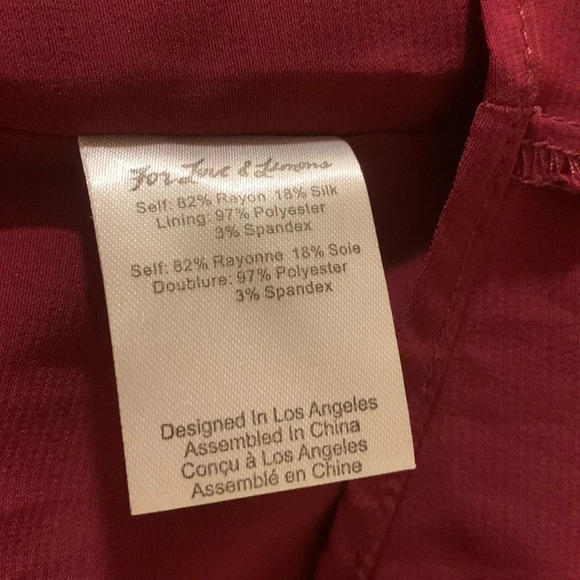 For Love & Lemons
Self: 82% Rayon 18% Silk
Lining: 97% Polyester
3% Spandex
Self: 82% Rayonne 18% Soie
Doublure: 97% Polyester
3% Spandex
Designed In Los Angeles
Assembled In China
Conçu à Los Angeles
Assemblé en Chine